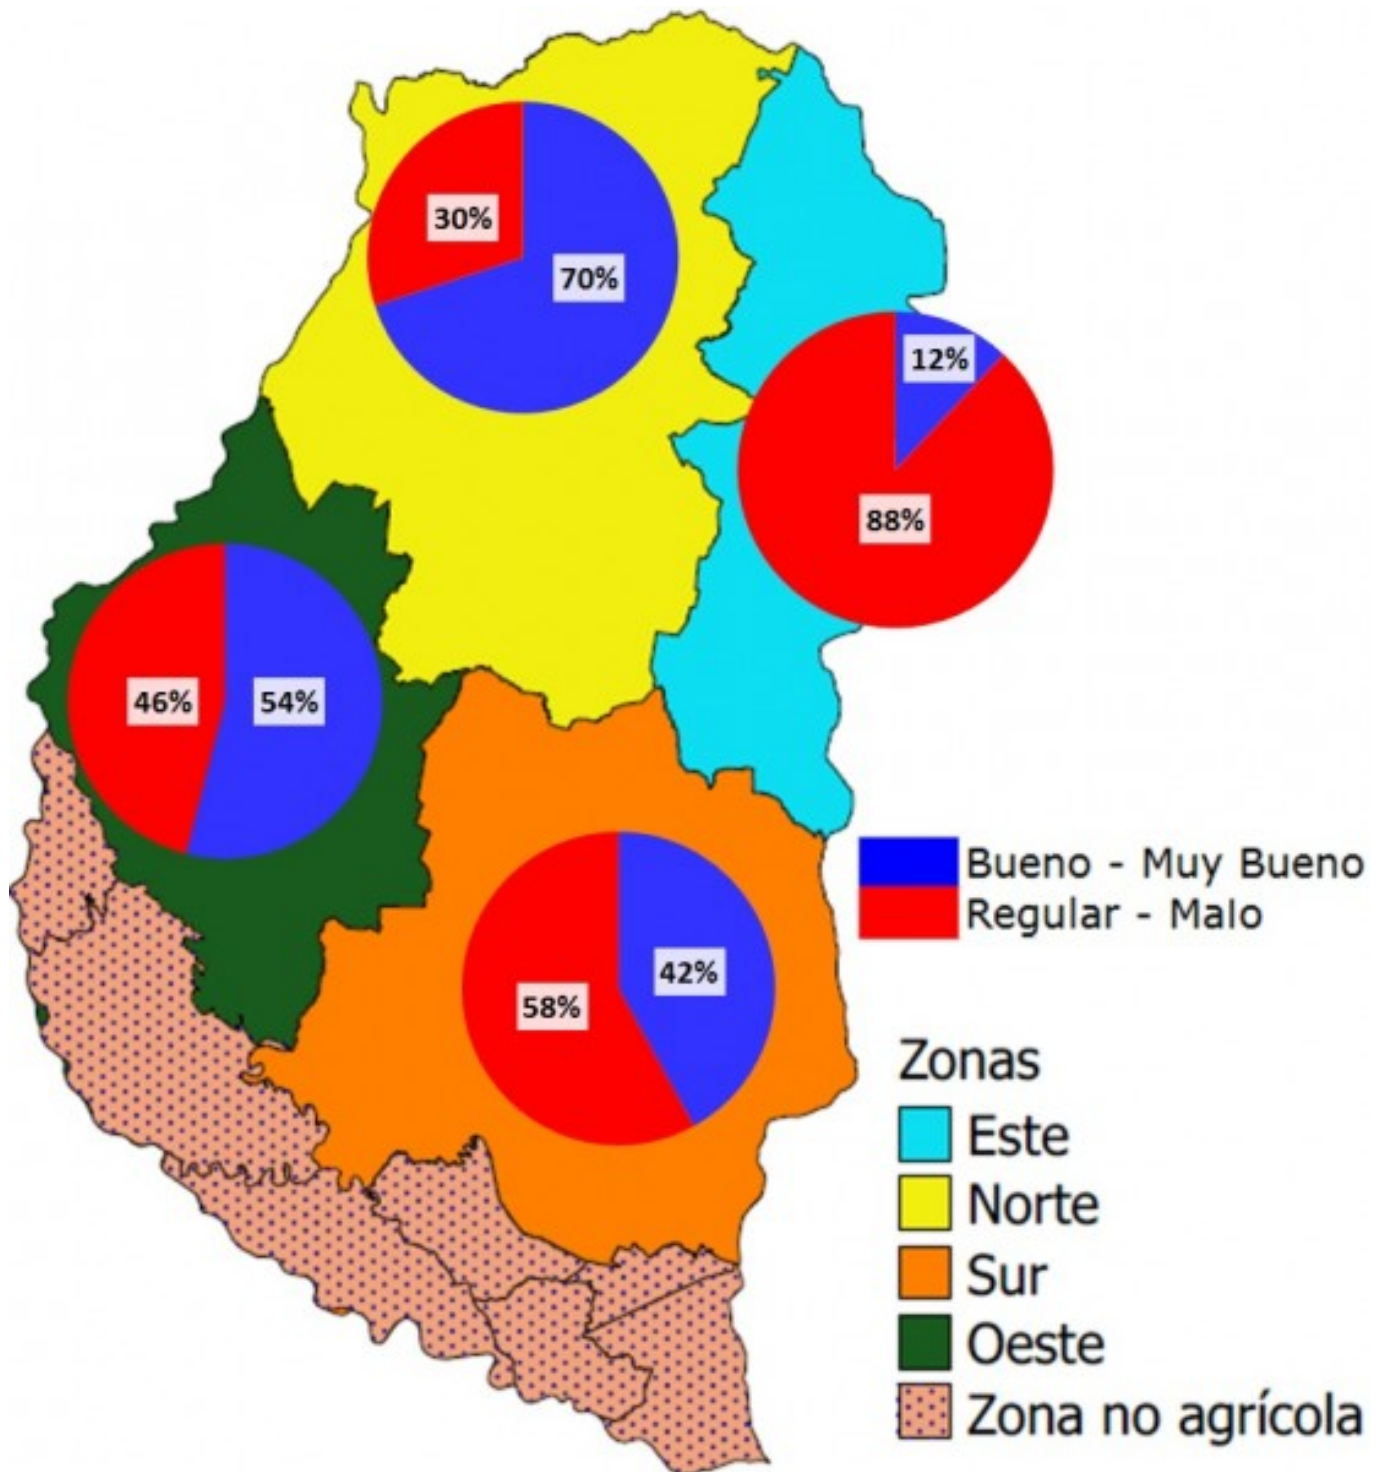 30%
70%
12%
88%
46%
54%
42%
58%
Bueno - Muy Bueno
Regular - Malo
Zonas
Este
Norte
Sur
Oeste
Zona no agrícola